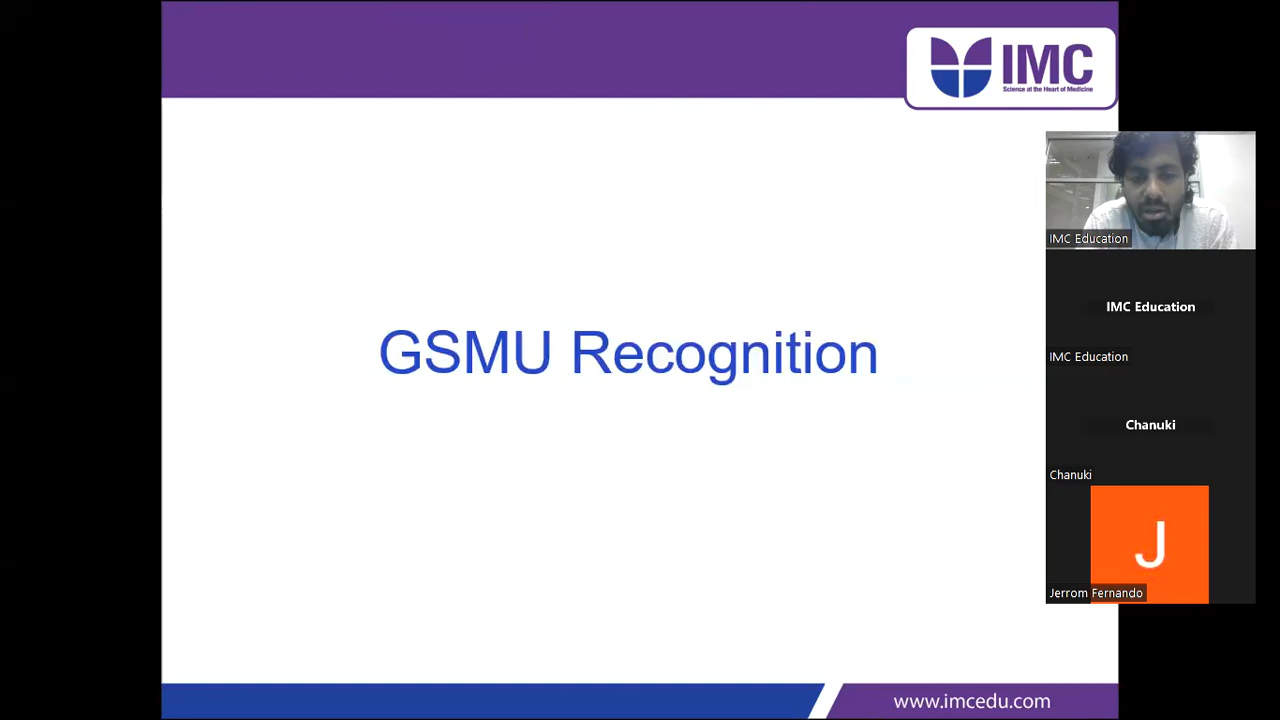 IMC
Science at the Heart of Medicine
GSMU Recognition
www.imcedu.com
IMC Education
IMC Education
IMC Education
Chanuki
Chanuki
J
Jerrom Fernando